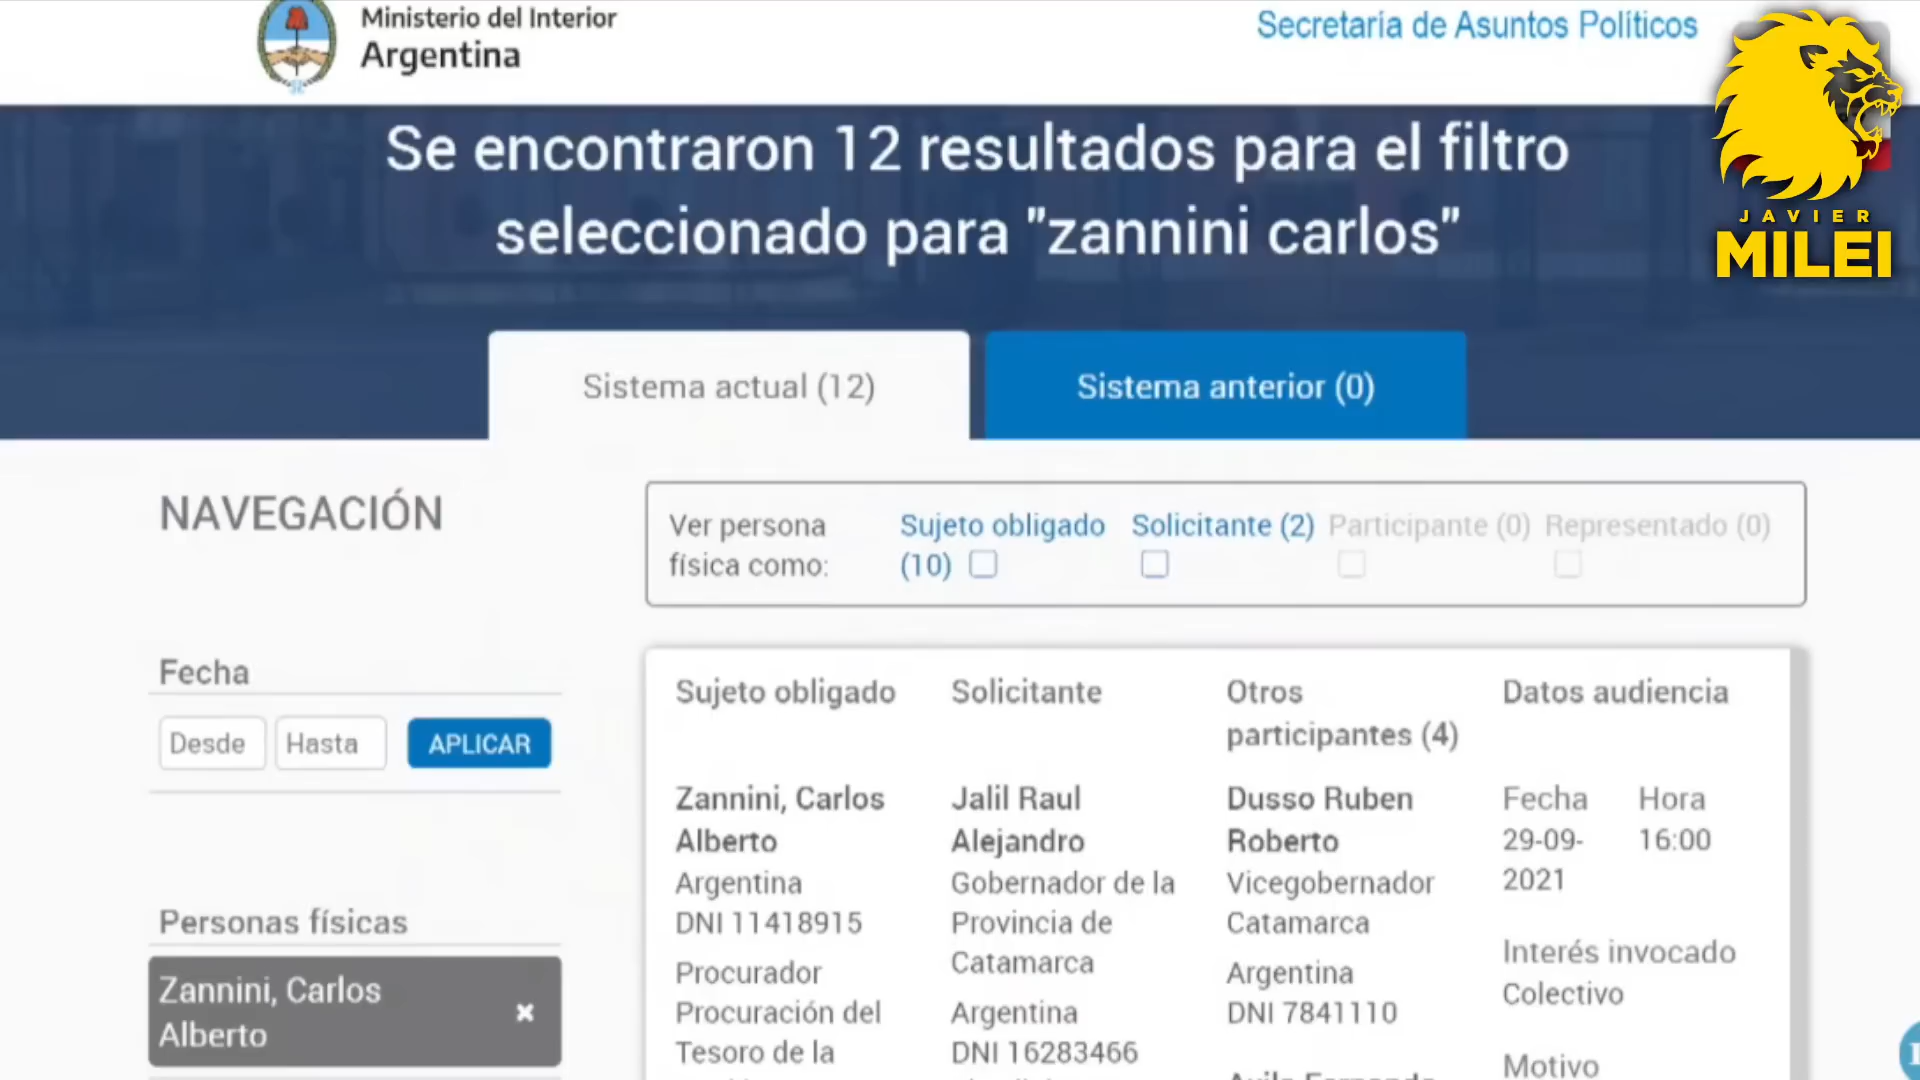 Ministerio del Interior
Argentina
Secretaría de Asuntos Políticos
JAVIER
MILEI
Se encontraron 12 resultados para el filtro
seleccionado para "zannini carlos"
Sistema actual (12)
Sistema anterior (0)
NAVEGACIÓN
Ver persona
física como:
Sujeto obligado
(10)
Solicitante (2)
Participante (0)
Representado (0)
Fecha
Desde
Hasta
APLICAR
Personas físicas
Zannini, Carlos
Alberto
Sujeto obligado
Zannini, Carlos
Alberto
Argentina
DNI 11418915
Procurador
Procuración del
Tesoro de la
Solicitante
Jalil Raul
Alejandro
Gobernador de la
Provincia de
Catamarca
Argentina
DNI 16283466
Otros
participantes (4)
Dusso Ruben
Roberto
Vicegobernador
Catamarca
Argentina
DNI 7841110
Datos audiencia
Fecha
29-09-
2021
Hora
16:00
Interés invocado
Colectivo
Motivo